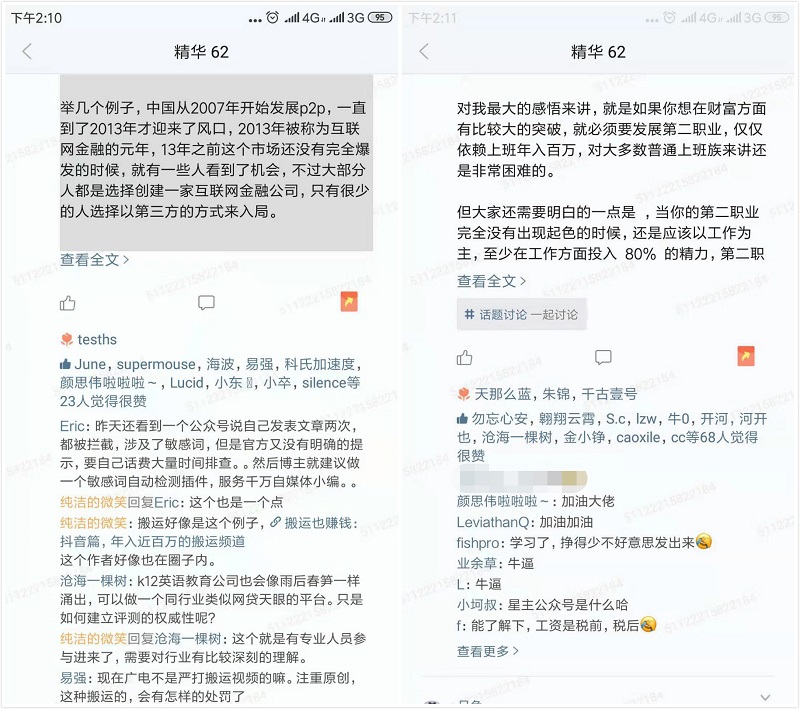 下午2:10
4G 3G 95
精华 62
举几个例子，中国从2007年开始发展p2p，一直
到了2013年才迎来了风口，2013年被称为互联
网金融的元年，13年之前这个市场还没有完全爆
发的时候，就有一些人看到了机会，不过大部分
人都是选择创建一家互联网金融公司，只有很少
的人选择以第三方的方式来入局。
查看全文
tesths
June，supermouse，海波，易强，科氏加速度，
颜思伟啦啦啦～，Lucid，小东，小卒，silence等
23人觉得很赞
Eric：昨天还看到一个公众号说自己发表文章两次，
都被拦截，涉及了敏感词，但是官方又没有明确的提
示，要自己话费大量时间排查。。然后博主就建议做
一个敏感词自动检测插件，服务千万自媒体小编。。
纯洁的微笑回复Eric：这个也是一个点
纯洁的微笑：搬运好像是这个例子，搬运也赚钱：
抖音篇，年入近百万的搬运频道
这个作者好像也在圈子内。
沧海一棵树：k12英语教育公司也会像雨后春笋一样
涌出，可以做一个同行业类似网贷天眼的平台。只是
如何建立评测的权威性呢？
纯洁的微笑回复沧海一棵树：这个就是有专业人员参
与进来了，需要对行业有比较深刻的理解。
易强：现在广电不是严打搬运视频的嘛。注重原创，
这种搬运的，会有怎样的处罚了
下午2:11
4G 3G 95
精华 62
对我最大的感悟来讲，就是如果你想在财富方面
有比较大的突破，就必须要发展第二职业，仅仅
依赖上班年入百万，对大多数普通上班族来讲还
是非常困难的。
但大家还需要明白的一点是 ，当你的第二职业
完全没有出现起色的时候，还是应该以工作为
主，至少在工作方面投入 80% 的精力，第二职
查看全文
# 话题讨论 一起讨论
天那么蓝，朱锦，千古壹号
勿忘心安，翱翔云霄，S.c，lzw，牛0，开河，河开
也，沧海一棵树，金小铮，caoxile，cc等68人觉得
很赞
颜思伟啦啦啦～：加油大佬
LeviathanQ：加油加油
fishpro：学习了，挣得少不好意思发出来
业余草：牛逼
L：牛逼
小坷叔：星主公众号是什么哈
f：能了解下，工资是税前，税后
查看更多